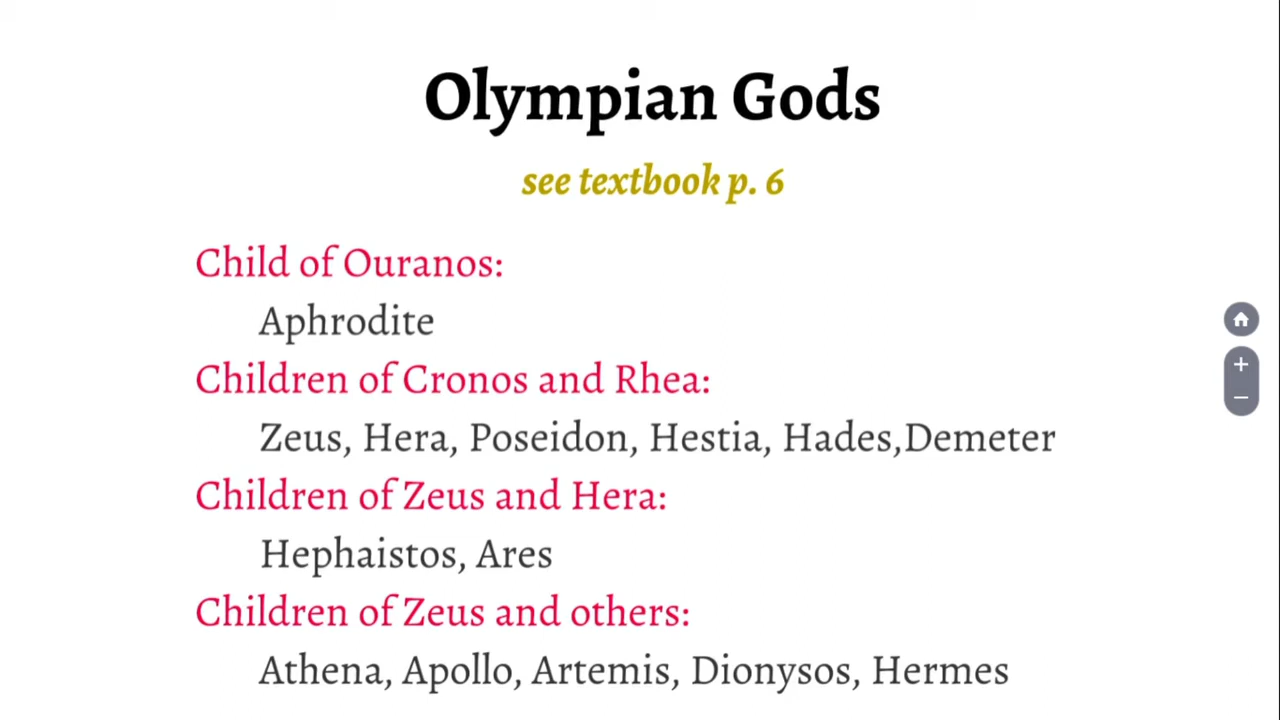 Olympian Gods
see textbook p. 6
Child of Ouranos:
Aphrodite
Children of Cronos and Rhea:
Zeus, Hera, Poseidon, Hestia, Hades,Demeter
Children of Zeus and Hera:
Hephaistos, Ares
Children of Zeus and others:
Athena, Apollo, Artemis, Dionysos, Hermes